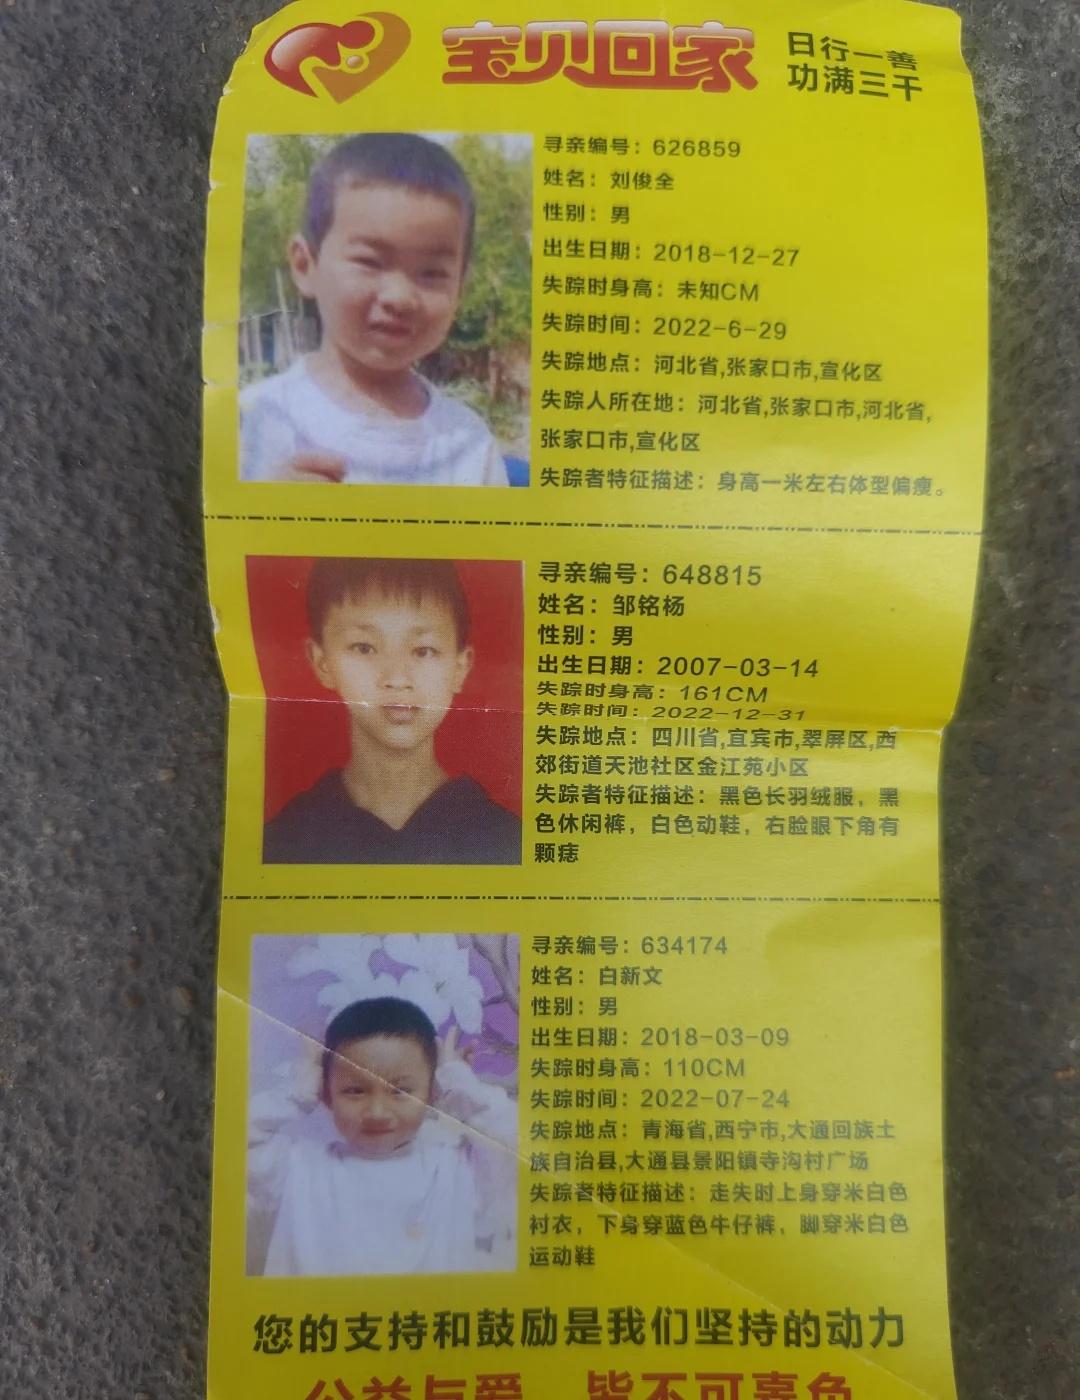 宝贝回家
日行一善
功满三千
寻亲编号：626859
姓名：刘俊全
性别：男
出生日期：2018-12-27
失踪时身高：未知CM
失踪时间：2022-6-29
失踪地点：河北省,张家口市,宣化区
失踪人所在地：河北省,张家口市,河北省,
张家口市,宣化区
失踪者特征描述：身高一米左右体型偏瘦。
寻亲编号：648815
姓名：邹铭杨
性别：男
出生日期：2007-03-14
失踪时身高：161CM
失踪时间：2022-12-31
失踪地点：四川省,宜宾市,翠屏区,西
郊街道天池社区金江苑小区
失踪者特征描述：黑色长羽绒服，黑
色休闲裤，白色动鞋，右脸眼下角有
颗痣
寻亲编号：634174
姓名：白新文
性别：男
出生日期：2018-03-09
失踪时身高：110CM
失踪时间：2022-07-24
失踪地点：青海省,西宁市,大通回族土
族自治县,大通县景阳镇寺沟村广场
失踪者特征描述：走失时上身穿米白色
衬衣，下身穿蓝色牛仔裤，脚穿米白色
运动鞋
您的支持和鼓励是我们坚持的动力
公益与爱 皆不可辜负